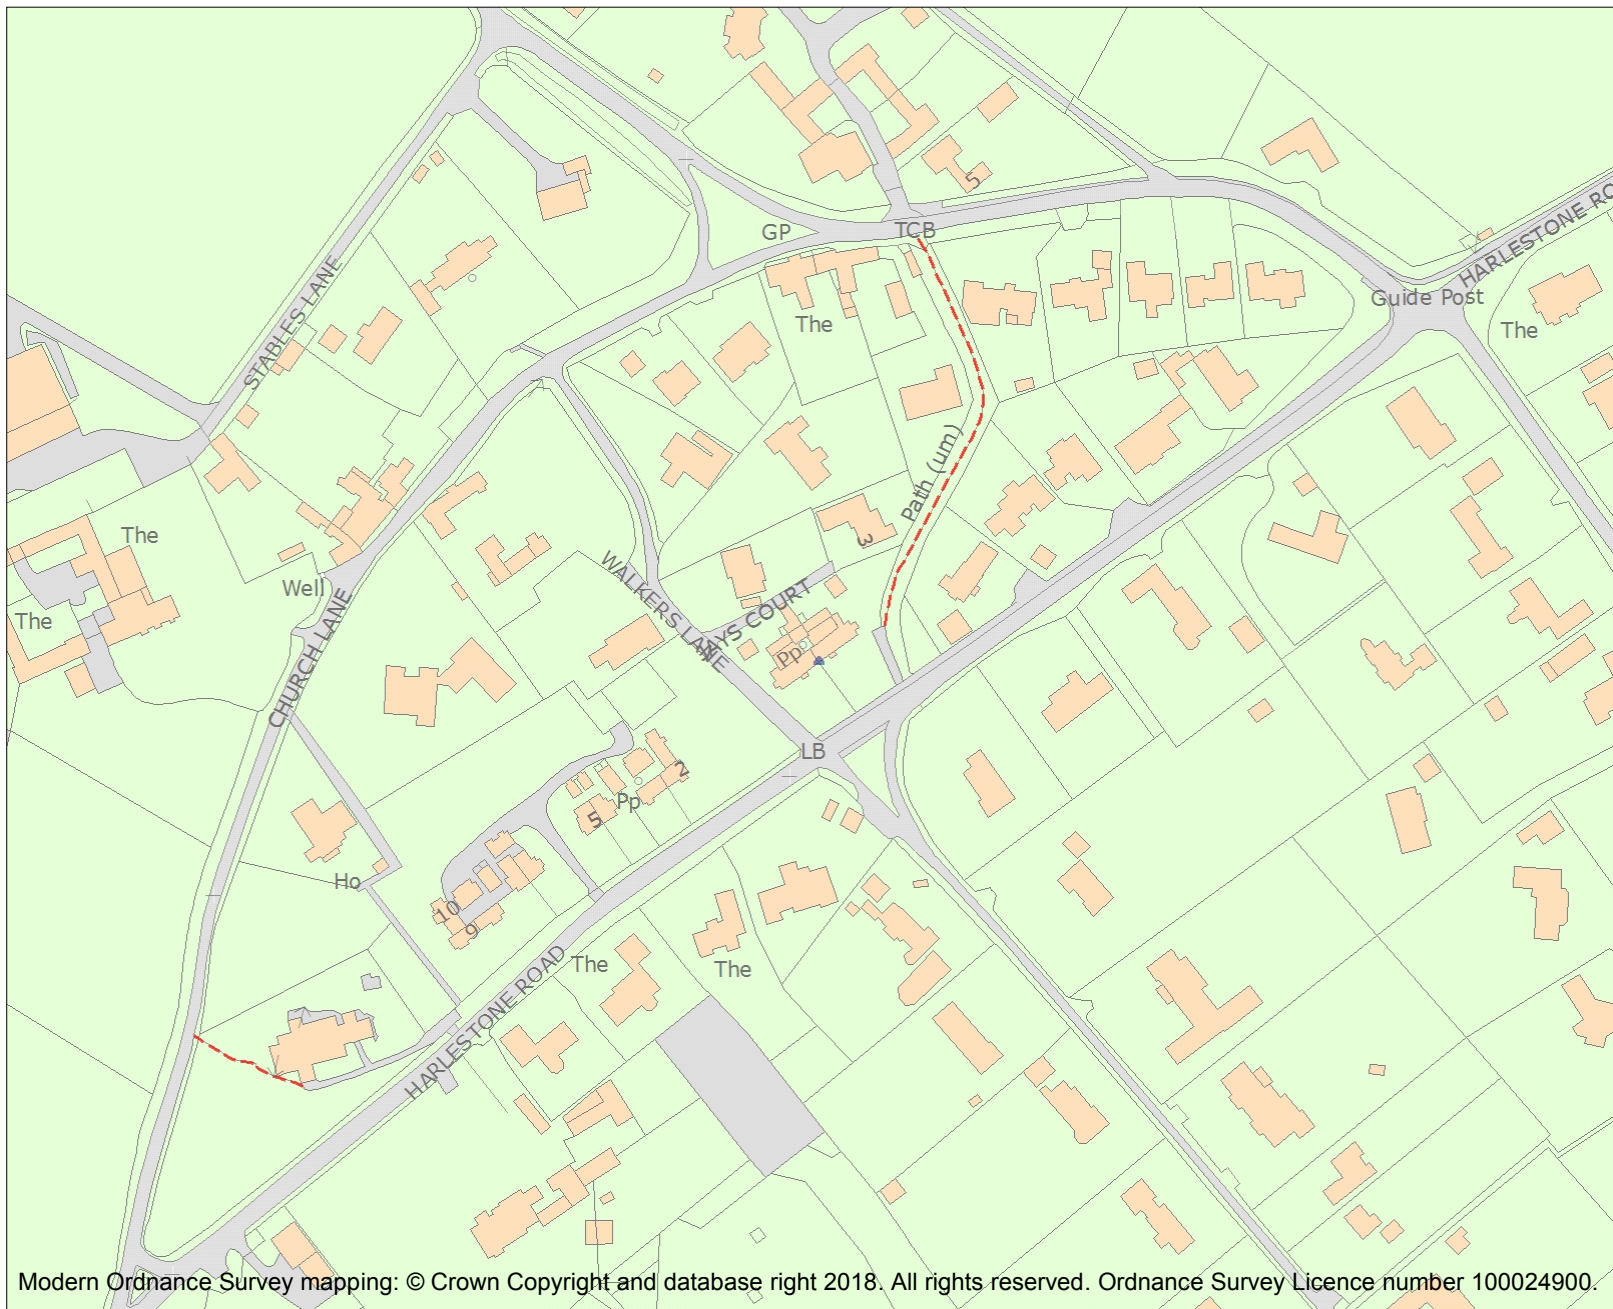 5
TCB
GP
HARLESTONE RO
Guide Post
The
The
STABLES LANE
Path (um)
3
The
Well
The
WALKERS LANE
JAYS COURT
CHURCH LANE
Pp
LB
2
Pp
5
Ho
10
9
The
The
HARLESTONE ROAD
Modern Ordnance Survey mapping: © Crown Copyright and database right 2018. All rights reserved. Ordnance Survey Licence number 100024900.